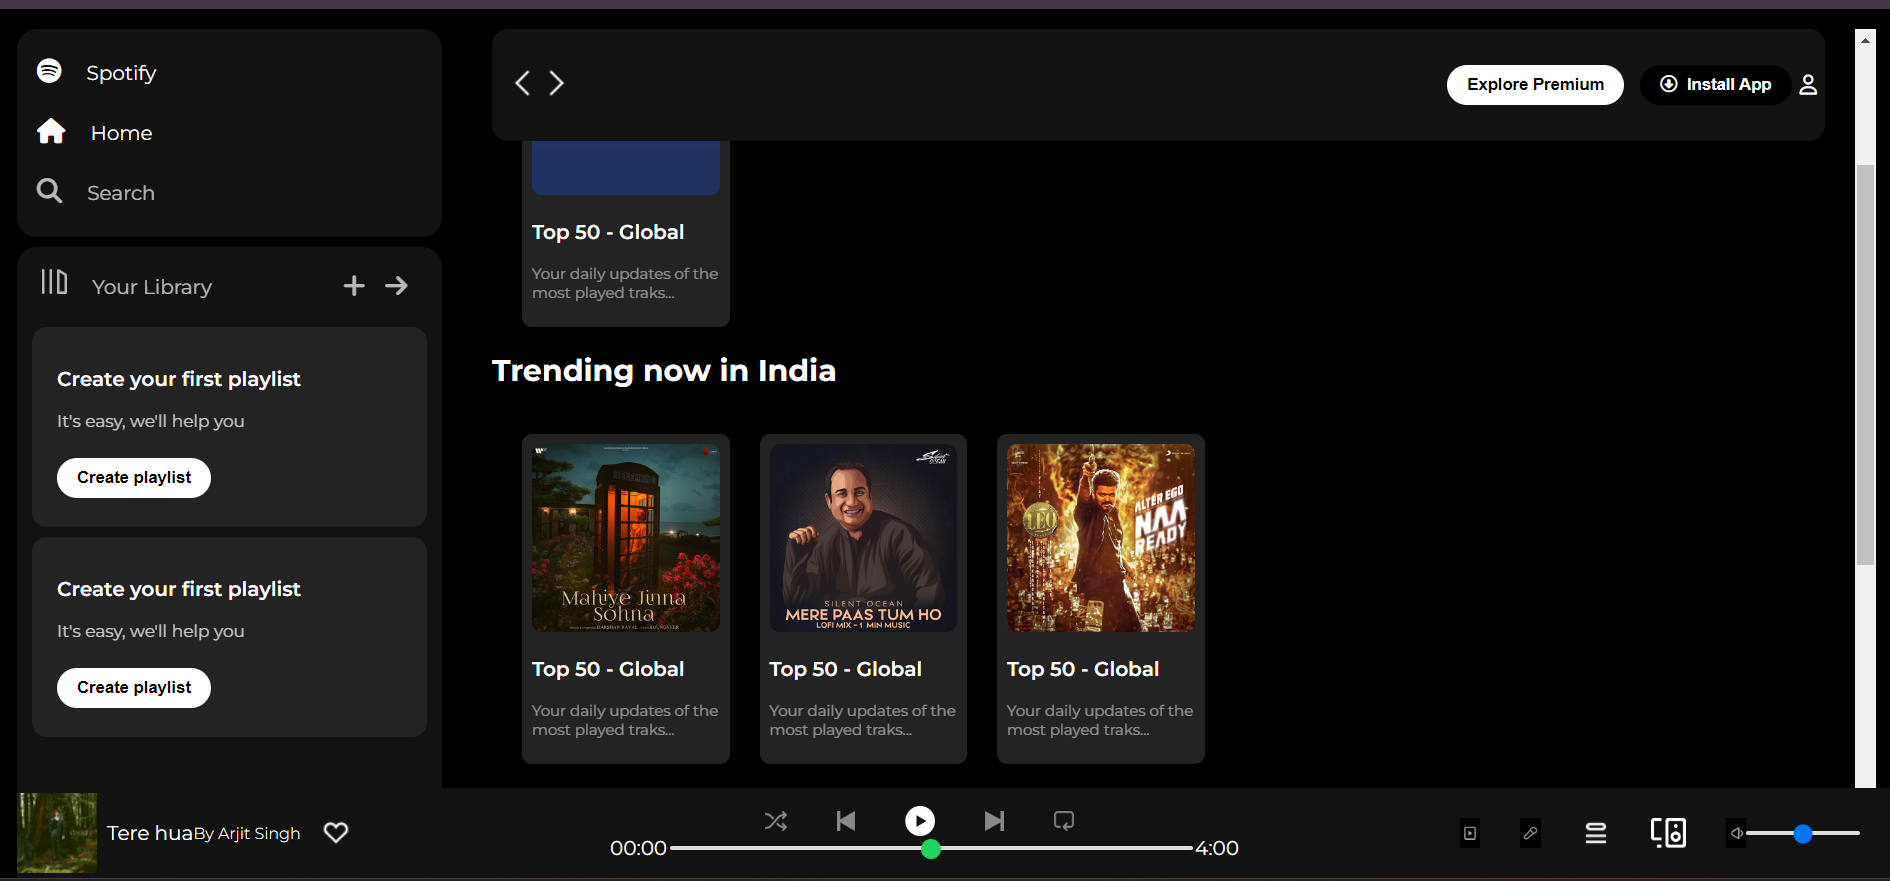 Spotify
Home
Search
Your Library
Create your first playlist
It's easy, we'll help you
Create playlist
Create your first playlist
It's easy, we'll help you
Create playlist
Explore Premium
Install App
Top 50 - Global
Your daily updates of the
most played traks...
Trending now in India
Mahiye Jinna
Sohna
SILENT OCEAN
MERE PAAS TUM HO
LOFI MIX - 1 MIN MUSIC
LEO
ALTER EGO
NAA
READY
Top 50 - Global
Your daily updates of the
most played traks...
Top 50 - Global
Your daily updates of the
most played traks...
Top 50 - Global
Your daily updates of the
most played traks...
Tere huaBy Arjit Singh
00:00
4:00